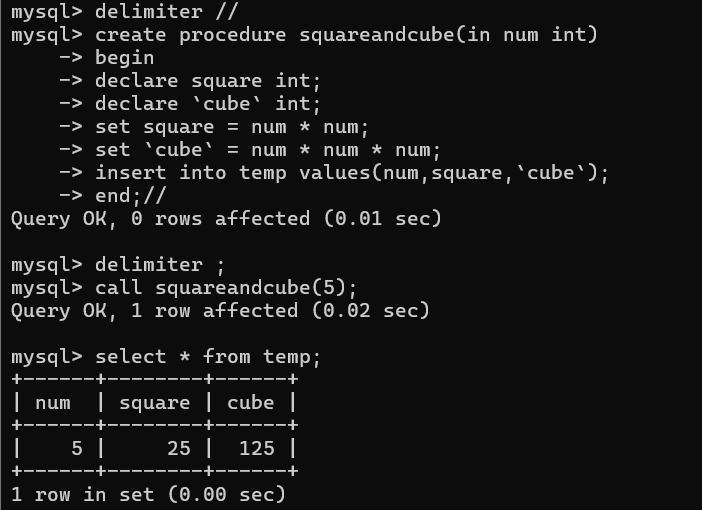 mysql> delimiter //
mysql> create procedure squareandcube(in num int)
    -> begin
    -> declare square int;
    -> declare `cube` int;
    -> set square = num * num;
    -> set `cube` = num * num * num;
    -> insert into temp values(num,square,`cube`);
    -> end;//
Query OK, 0 rows affected (0.01 sec)

mysql> delimiter ;
mysql> call squareandcube(5);
Query OK, 1 row affected (0.02 sec)

mysql> select * from temp;
+------+--------+------+
| num  | square | cube |
+------+--------+------+
|    5 |     25 |  125 |
+------+--------+------+
1 row in set (0.00 sec)